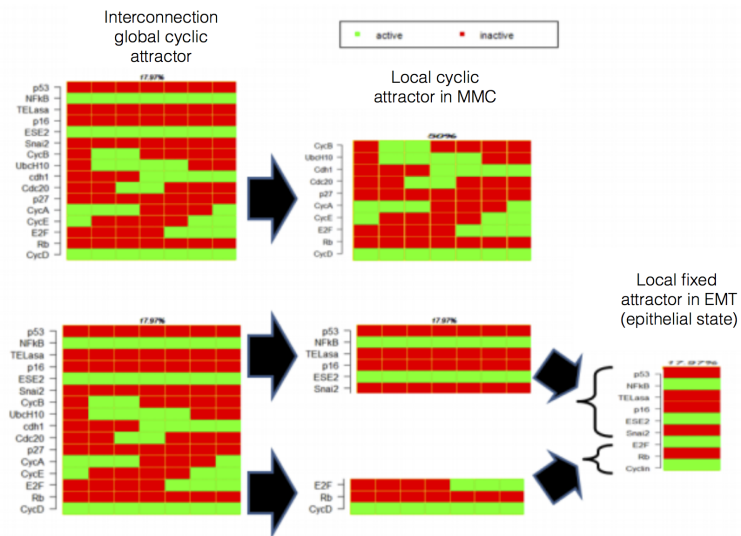 Interconnection
global cyclic
attractor
active
inactive
17.97%
p53
NFkB
TELasa
p16
ESE2
Snai2
CycB
UbcH10
cdh1
Cdc20
p27
CycA
CycE
E2F
Rb
CycD
Local cyclic
attractor in MMC
CycB
UbcH10
Cdh1
Cdc20
p27
CycA
CycE
E2F
Rb
CycD
17.97%
p53
NFkB
TELasa
p16
ESE2
Snai2
CycB
UbcH10
cdh1
Cdc20
p27
CycA
CycE
E2F
Rb
CycD
17.97%
p53
NFkB
TELasa
p16
ESE2
Snai2
E2F
Rb
CycD
Local fixed
attractor in EMT
(epithelial state)
17.97%
p53
NFkB
TELasa
p16
ESE2
Snai2
E2F
Rb
Cyclin